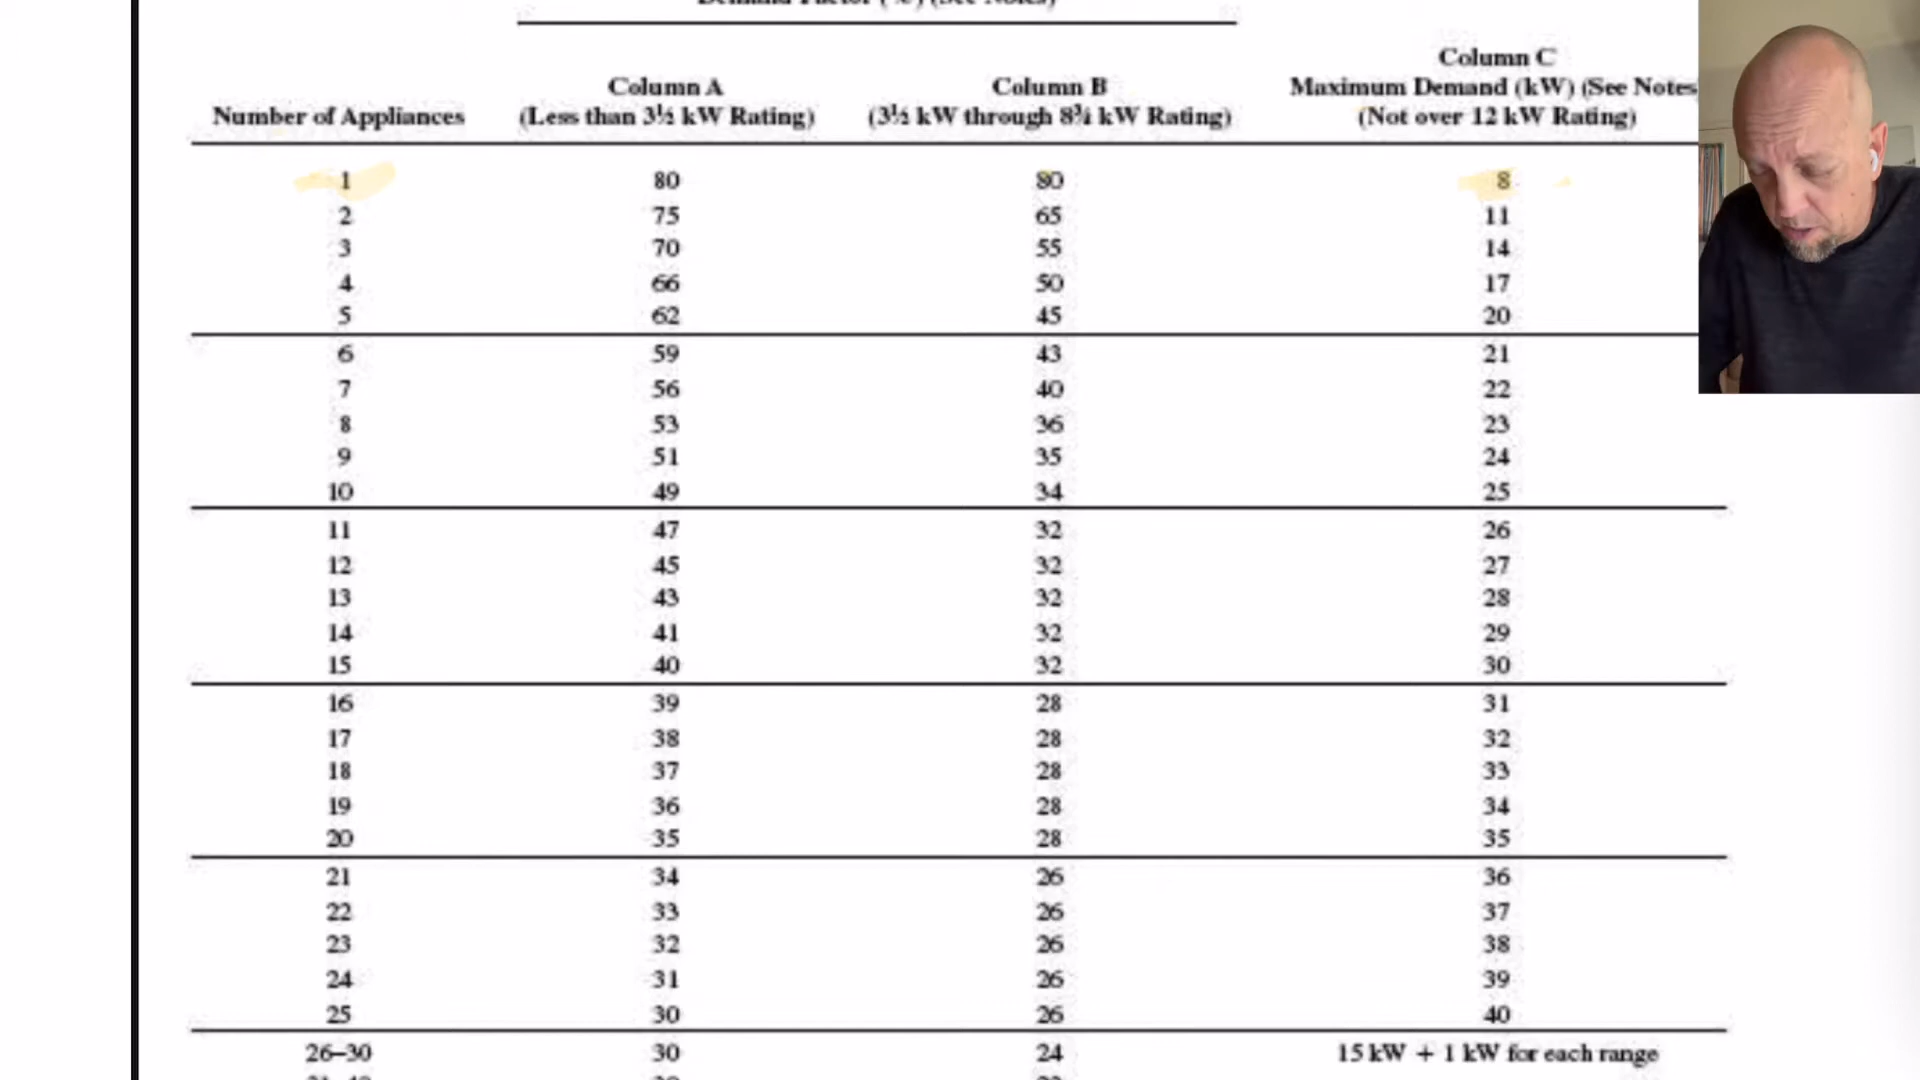 Demand Factor (%) (See Notes)
Column C
Column A Column B Maximum Demand (kW) (See Notes
Number of Appliances (Less than 3½ kW Rating) (3½ kW through 8¾ kW Rating) (Not over 12 kW Rating)
1 80 80 8
2 75 65 11
3 70 55 14
4 66 50 17
5 62 45 20
6 59 43 21
7 56 40 22
8 53 36 23
9 51 35 24
10 49 34 25
11 47 32 26
12 45 32 27
13 43 32 28
14 41 32 29
15 40 32 30
16 39 28 31
17 38 28 32
18 37 28 33
19 36 28 34
20 35 28 35
21 34 26 36
22 33 26 37
23 32 26 38
24 31 26 39
25 30 26 40
26–30 30 24 15 kW + 1 kW for each range